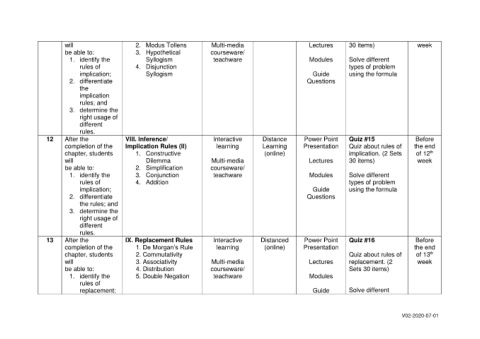 will
be able to:
1. identify the
rules of
implication;
2. differentiate
the
implication
rules; and
3. determine the
right usage of
different
rules.
2. Modus Tollens
3. Hypothetical
Syllogism
4. Disjunction
Syllogism
Multi-media
courseware/
teachware
Lectures
Modules
Guide
Questions
30 items)
Solve different
types of problem
using the formula
week
12
After the
completion of the
chapter, students
will
be able to:
1. identify the
rules of
implication;
2. differentiate
the rules; and
3. determine the
right usage of
different
rules.
VIII. Inference/
Implication Rules (II)
1. Constructive
Dilemma
2. Simplification
3. Conjunction
4. Addition
Interactive
learning
Multi-media
courseware/
teachware
Distance
Learning
(online)
Power Point
Presentation
Lectures
Modules
Guide
Questions
Quiz #15
Quiz about rules of
implication. (2 Sets
30 items)
Solve different
types of problem
using the formula
Before
the end
of 12th
week
13
After the
completion of the
chapter, students
will
be able to:
1. identify the
rules of
replacement;
IX. Replacement Rules
1. De Morgan's Rule
2. Commutativity
3. Associativity
4. Distribution
5. Double Negation
Interactive
learning
Multi-media
courseware/
teachware
Distanced
(online)
Power Point
Presentation
Lectures
Modules
Guide
Quiz #16
Quiz about rules of
replacement. (2
Sets 30 items)
Solve different
Before
the end
of 13th
week
V02-2020-07-01